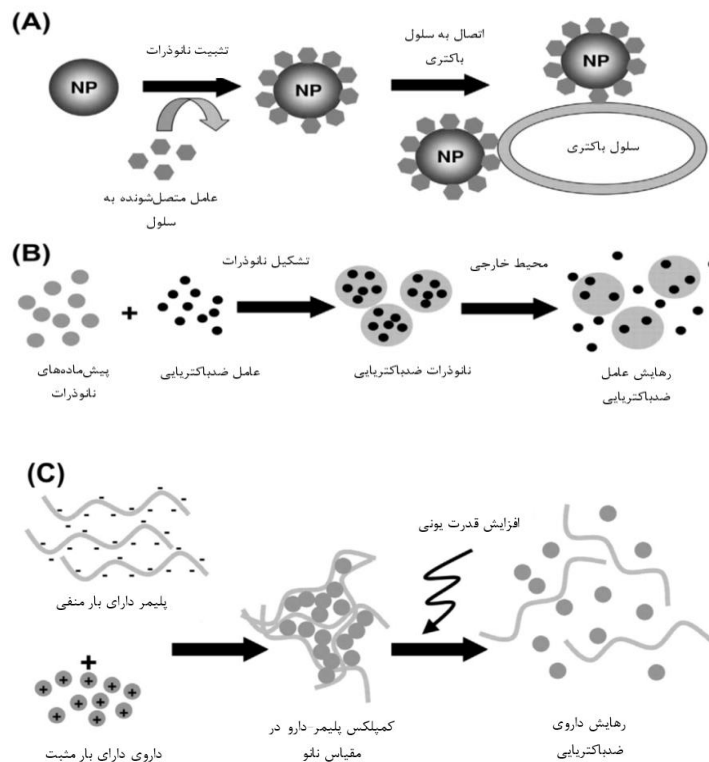 (A)
NP
تثبیت نانوذرات
عامل متصل‌شونده به
سلول
NP
اتصال به سلول
باکتری
NP
NP
سلول باکتری
(B)
پیش‌ماده‌های
نانوذرات
+
عامل ضدباکتریایی
تشکیل نانوذرات
نانوذرات ضدباکتریایی
محیط خارجی
رهایش عامل
ضدباکتریایی
(C)
پلیمر دارای بار منفی
+
داروی دارای بار مثبت
کمپلکس پلیمر-دارو در
مقیاس نانو
افزایش قدرت یونی
رهایش داروی
ضدباکتریایی